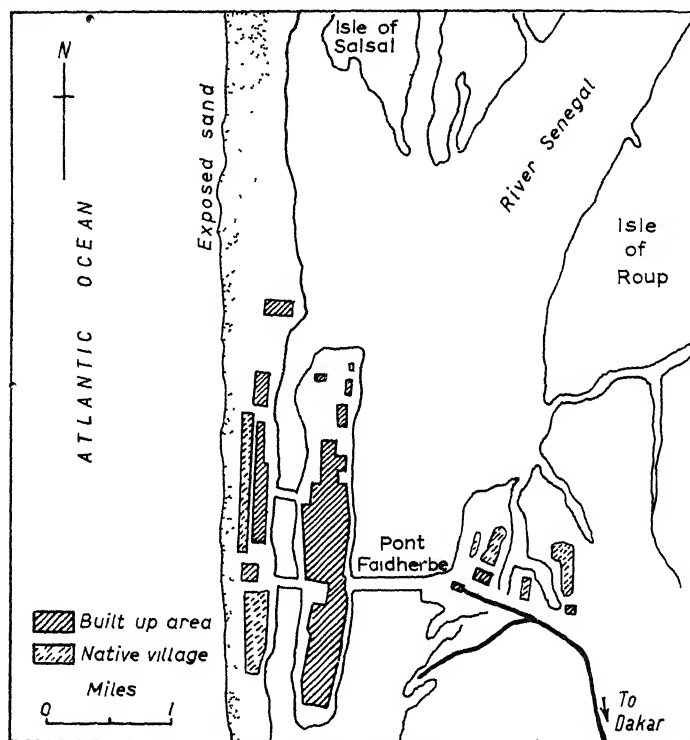 Isle of
Salsal
N
Exposed sand
River Senegal
ATLANTIC OCEAN
Isle
of
Roup
Pont
Faidherbe
Built up area
Native village
Miles
0 1
To
Dakar